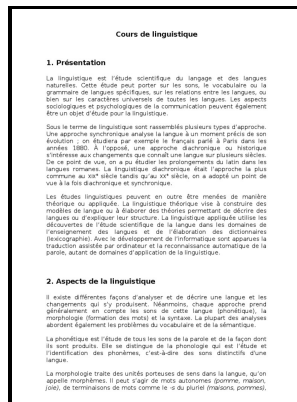 Cours de linguistique
1. Présentation
La linguistique est l'étude scientifique du langage et des langues
naturelles. Cette étude peut porter sur les sons, le vocabulaire ou la
grammaire de langues spécifiques, sur les relations entre les langues, ou
bien sur les caractères universels de toutes les langues. Les aspects
sociologiques et psychologiques de la communication peuvent également
être un objet d'étude pour la linguistique.
Sous le terme de linguistique sont rassemblés plusieurs types d'approche.
Une approche synchronique analyse la langue à un moment précis de son
évolution ; on étudiera par exemple le français parlé à Paris dans les
années 1880. À l'opposé, une approche diachronique ou historique
s'intéresse aux changements que connaît une langue sur plusieurs siècles.
De ce point de vue, on a pu étudier les prolongements du latin dans les
langues romanes. La linguistique diachronique était l'approche la plus
commune au XIXe siècle tandis qu'au XXe siècle, on a adopté un point de
vue à la fois diachronique et synchronique.
Les études linguistiques peuvent en outre être menées de manière
théorique ou appliquée. La linguistique théorique vise à construire des
modèles de langue ou à élaborer des théories permettant de décrire des
langues ou d'expliquer leur structure. La linguistique appliquée utilise les
découvertes de l'étude scientifique de la langue dans les domaines de
l'enseignement des langues et de l'élaboration des dictionnaires
(lexicographie). Avec le développement de l'informatique sont apparues la
traduction assistée par ordinateur et la reconnaissance automatique de la
parole, autant de domaines d'application de la linguistique.
2. Aspects de la linguistique
Il existe différentes façons d'analyser et de décrire une langue et les
changements qui s'y produisent. Néanmoins, chaque approche prend
généralement en compte les sons de cette langue (phonétique), la
morphologie (formation des mots) et la syntaxe. La plupart des analyses
abordent également les problèmes du vocabulaire et de la sémantique.
La phonétique est l'étude de tous les sons de la parole et de la façon dont
ils sont produits. Elle se distingue de la phonologie qui est l'étude et
l'identification des phonèmes, c'est-à-dire des sons distinctifs d'une
langue.
La morphologie traite des unités porteuses de sens dans la langue, qu'on
appelle morphèmes. Il peut s'agir de mots autonomes (pomme, maison,
jolie), de terminaisons de mots comme le -s du pluriel (maisons, pommes),